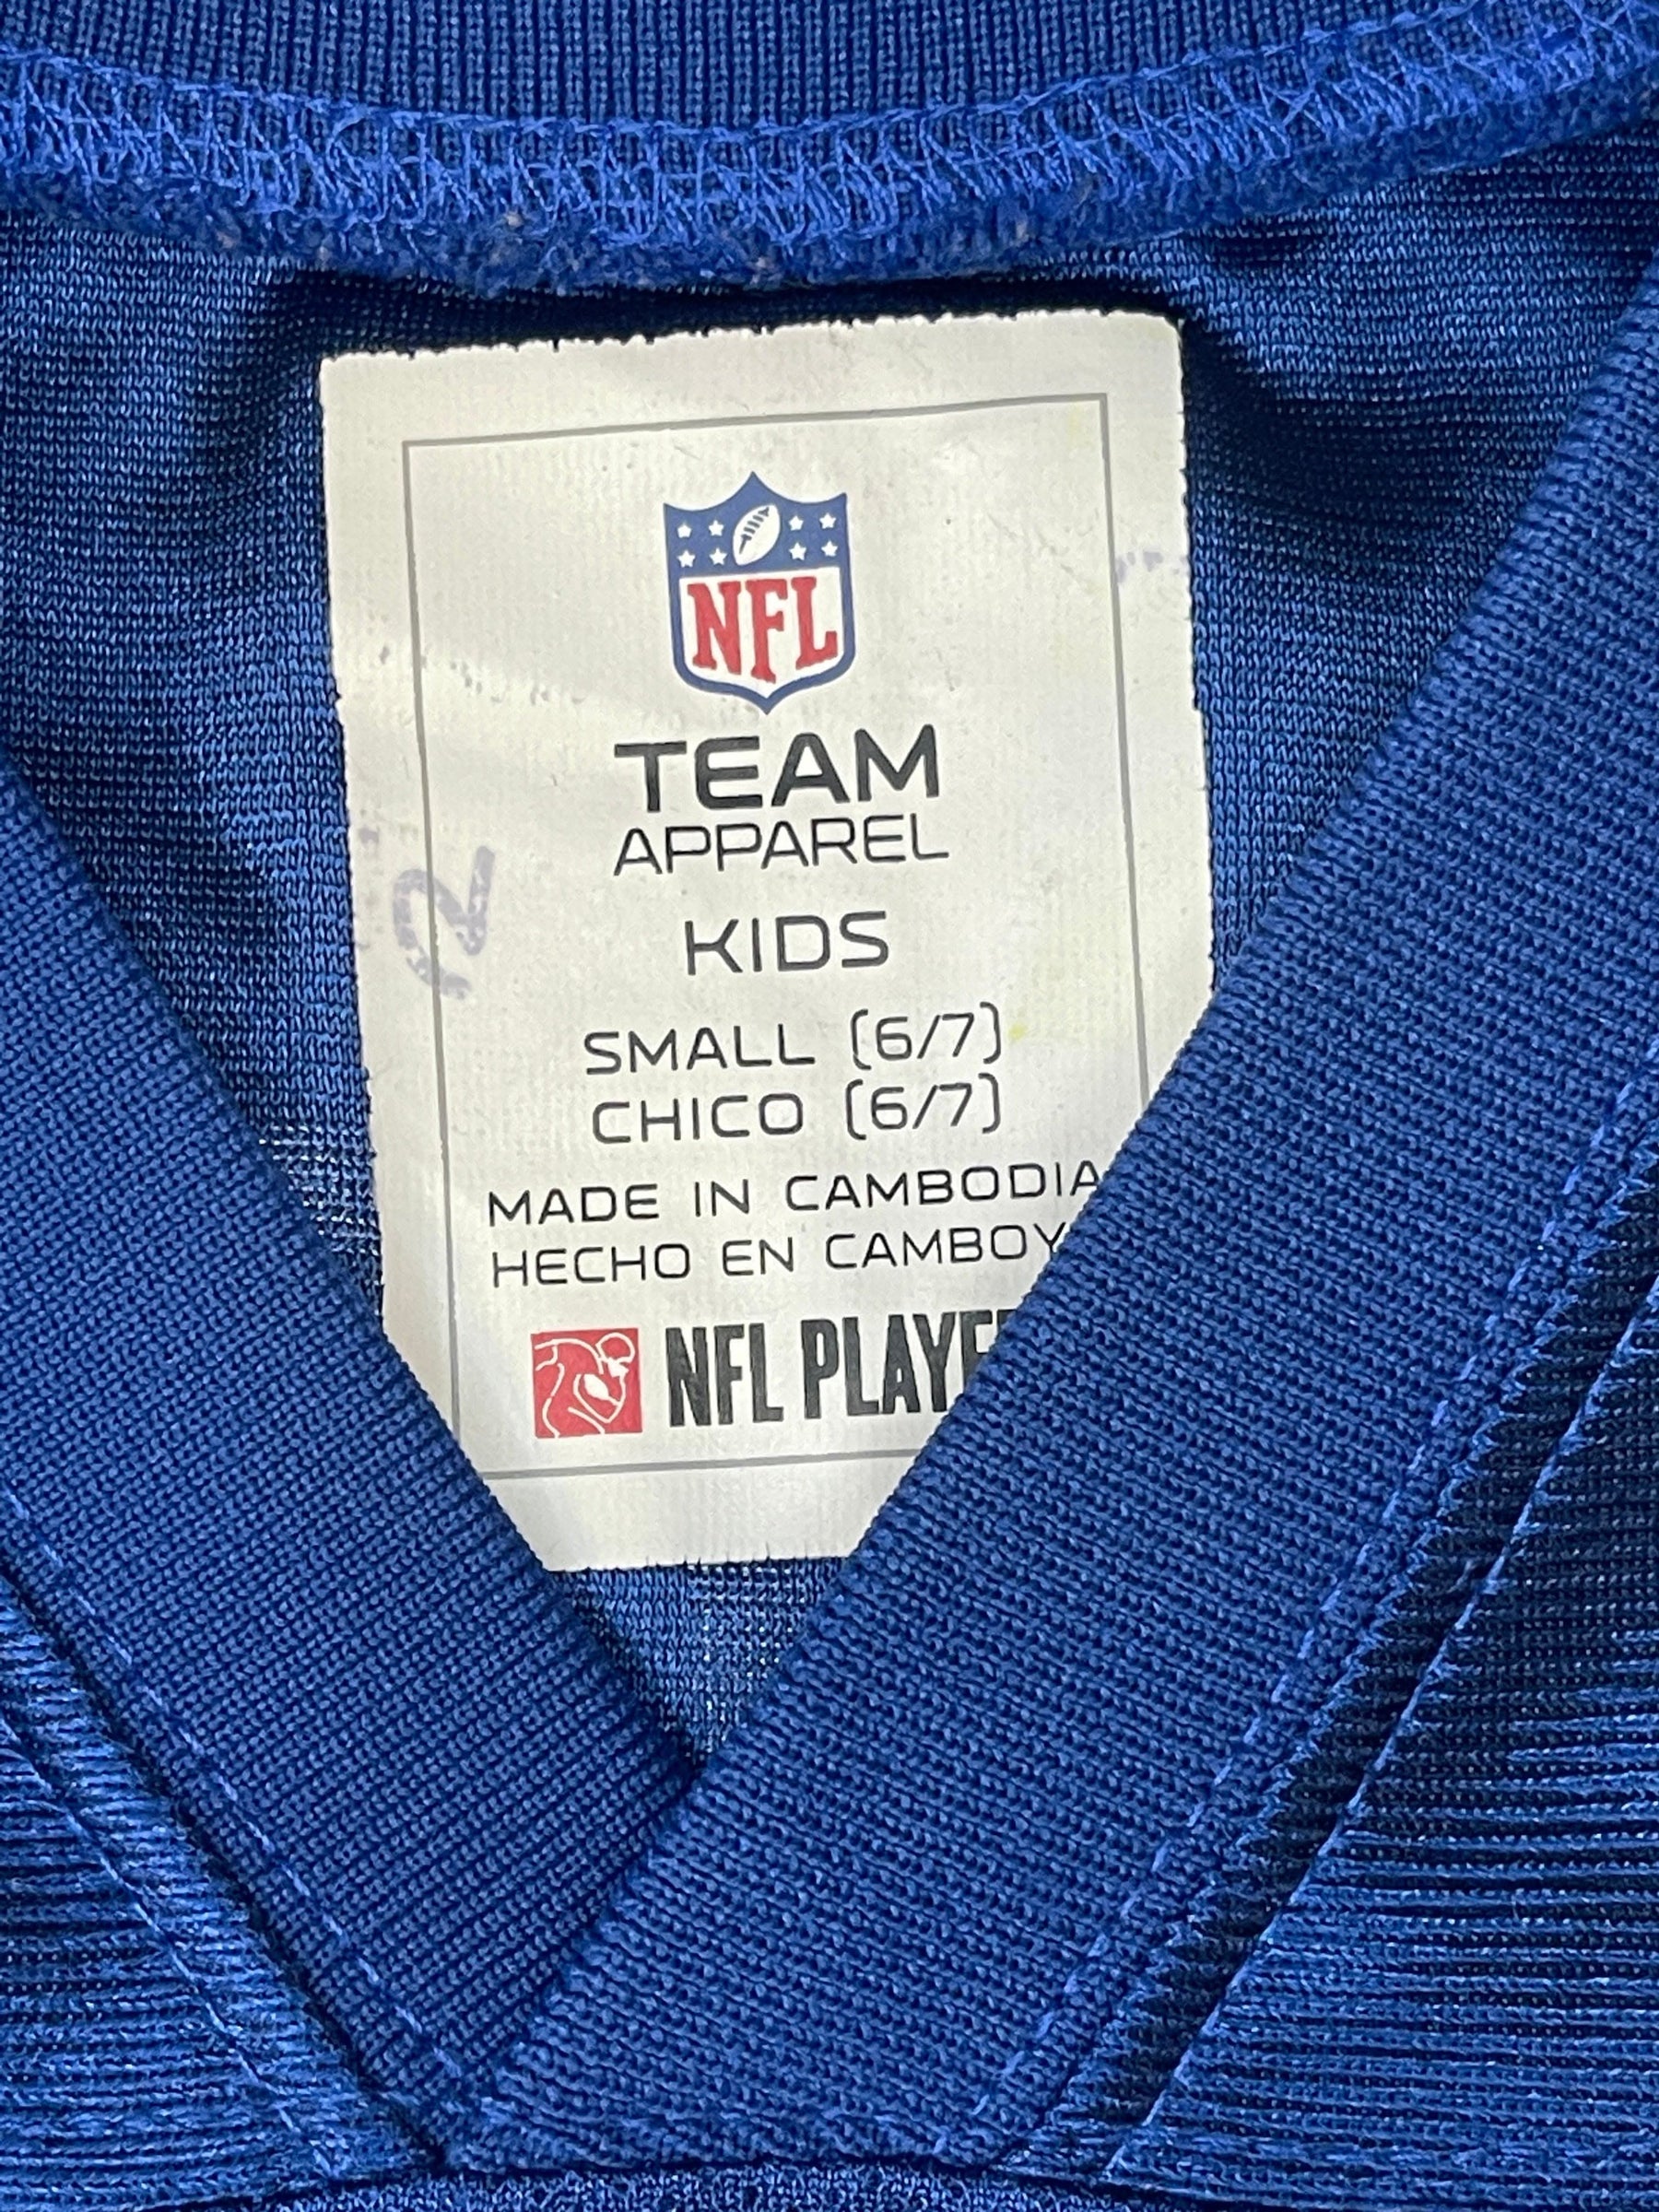 NFL
TEAM
APPAREL
KIDS
SMALL (6/7)
CHICO (6/7)
MADE IN CAMBODIA
HECHO EN CAMBOY
NFL PLAYE